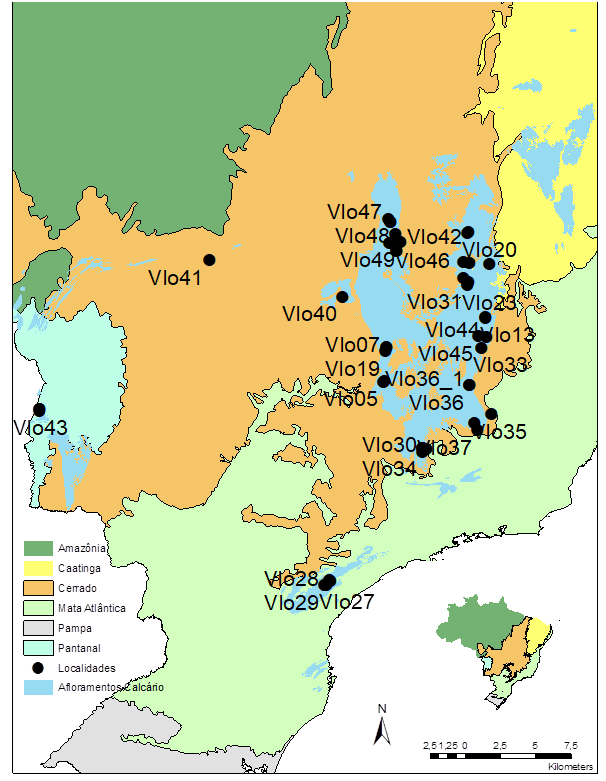 Vlo47
Vlo48
Vlo42
Vlo49
Vlo46
Vlo20
Vlo41
Vlo40
Vlo31
Vlo23
Vlo44
Vlo13
Vlo07
Vlo45
Vlo19
Vlo36_1
Vlo33
Vlo05
Vlo36
Vlo43
Vlo35
Vlo30
Vlo37
Vlo34
Vlo28
Vlo29
Vlo27
Amazônia
Caatinga
Cerrado
Mata Atlântica
Pampa
Pantanal
Localidades
Afloramentos Calcário
N
2,5 1,25 0 2,5 5 7,5
Kilometers